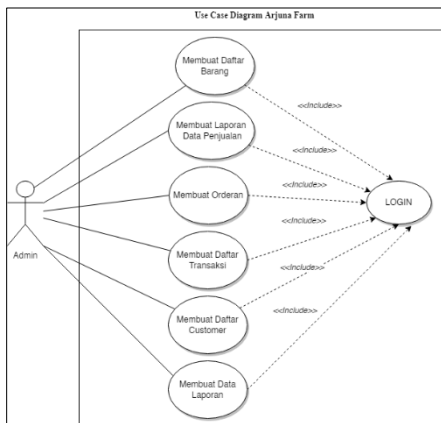 Use Case Diagram Arjuna Farm
Membuat Daftar
Barang
<<Include>>
Membuat Laporan
Data Penjualan
<<Include>>
Membuat Orderan
<<Include>>
LOGIN
<<Include>>
Admin
Membuat Daftar
Transaksi
<<Include>>
Membuat Daftar
Customer
<<Include>>
Membuat Data
Laporan